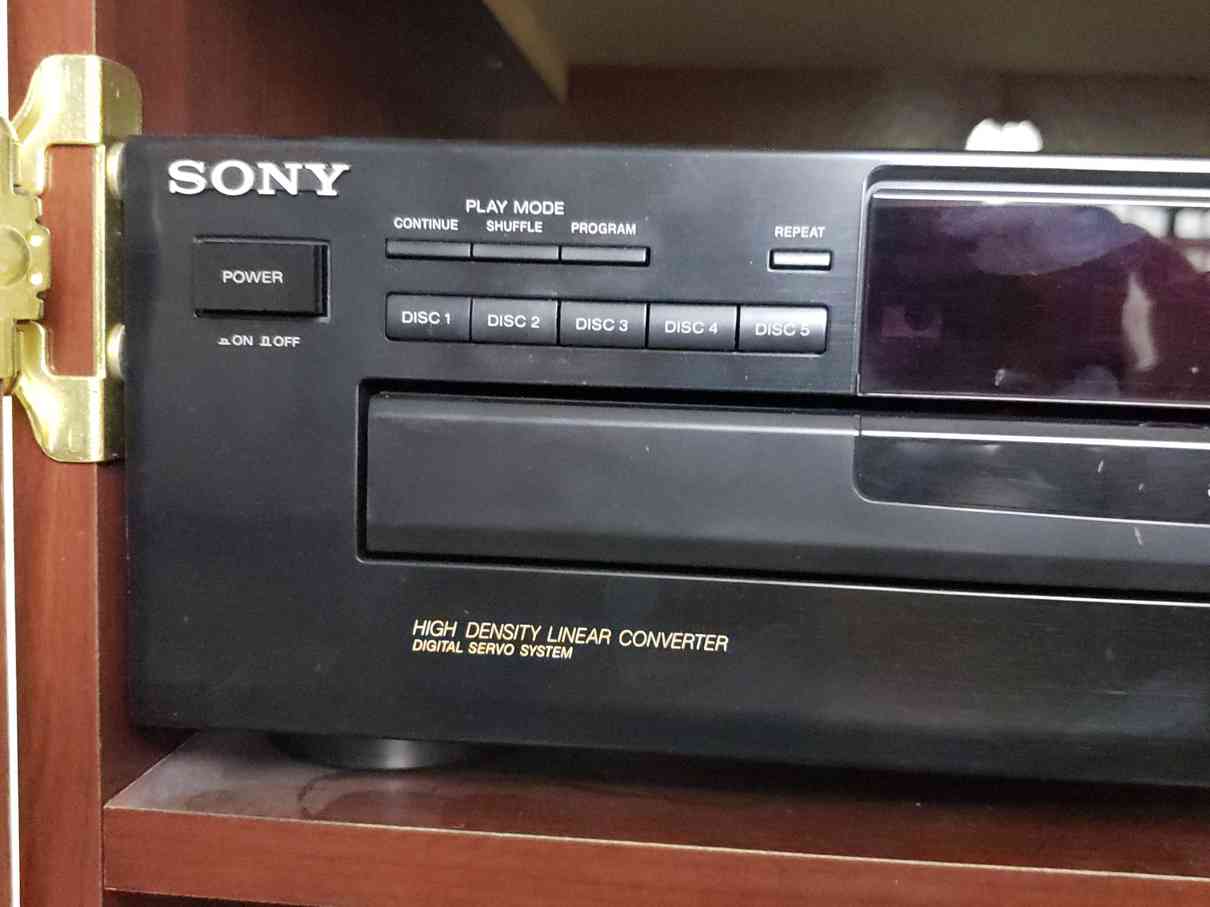 SONY
PLAY MODE
CONTINUE SHUFFLE PROGRAM
REPEAT
POWER
DISC 1 DISC 2 DISC 3 DISC 4 DISC 5
ON OFF
HIGH DENSITY LINEAR CONVERTER
DIGITAL SERVO SYSTEM